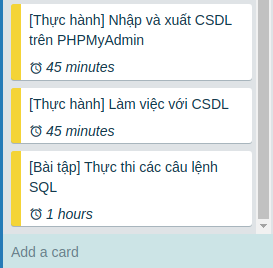 [Thực hành] Nhập và xuất CSDL
trên PHPMyAdmin
45 minutes
[Thực hành] Làm việc với CSDL
45 minutes
[Bài tập] Thực thi các câu lệnh
SQL
1 hours
Add a card